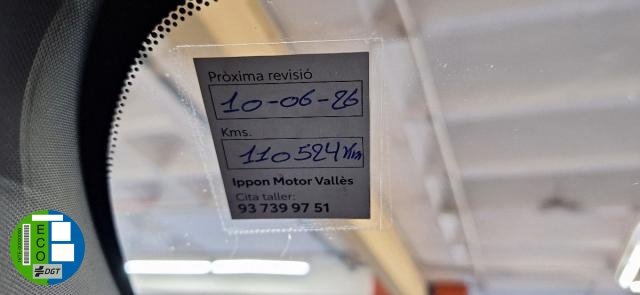 Pròxima revisió
10-06-26
Kms.
110524 Km
Ippon Motor Vallès
Cita taller:
93 739 97 51
ECO
DGT